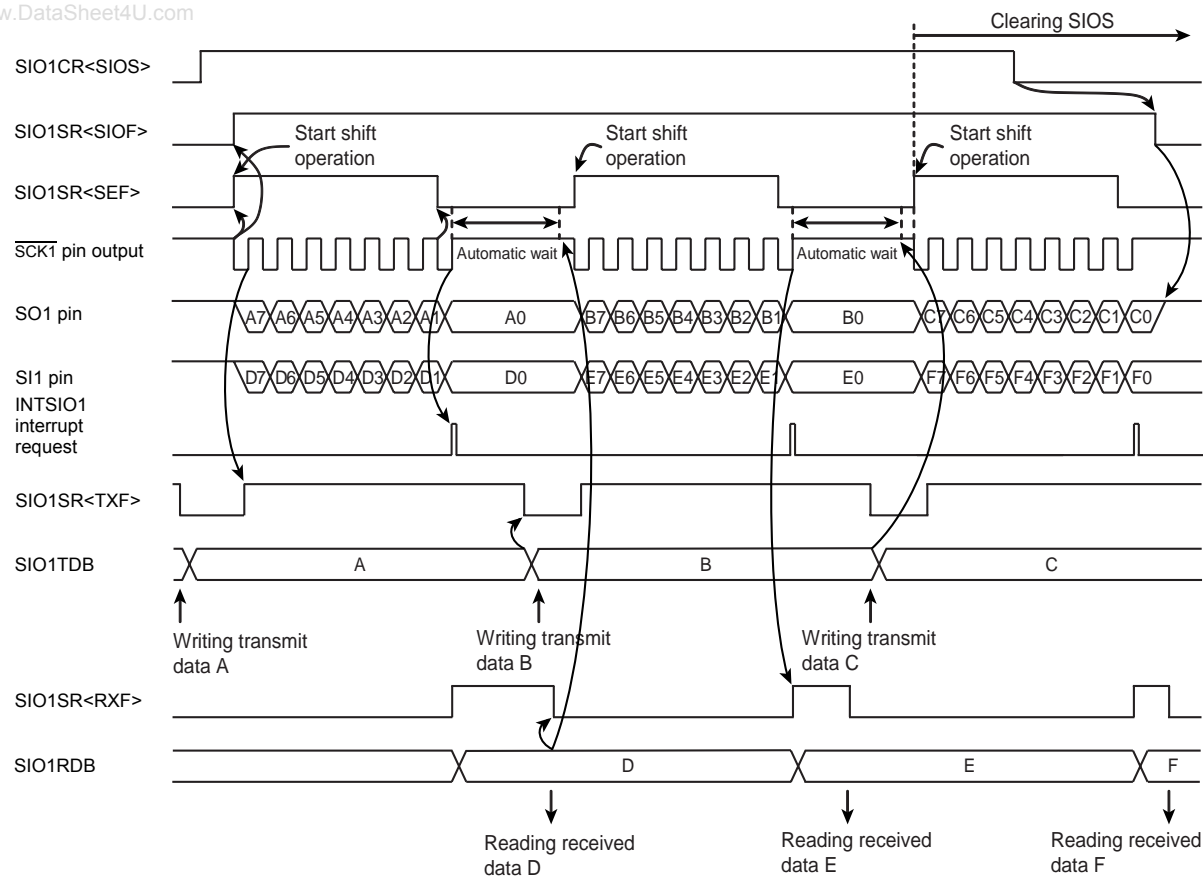 w.DataSheet4U.com
Clearing SIOS
SIO1CR<SIOS>
SIO1SR<SIOF>
Start shift
operation
Start shift
operation
Start shift
operation
SIO1SR<SEF>
SCK1 pin output
Automatic wait
Automatic wait
SO1 pin
A7 A6 A5 A4 A3 A2 A1 A0 B7 B6 B5 B4 B3 B2 B1 B0 C7 C6 C5 C4 C3 C2 C1 C0
SI1 pin
D7 D6 D5 D4 D3 D2 D1 D0 E7 E6 E5 E4 E3 E2 E1 E0 F7 F6 F5 F4 F3 F2 F1 F0
INTSIO1
interrupt
request
SIO1SR<TXF>
SIO1TDB
A B C
Writing transmit
data A
Writing transmit
data B
Writing transmit
data C
SIO1SR<RXF>
SIO1RDB
D E F
Reading received
data D
Reading received
data E
Reading received
data F